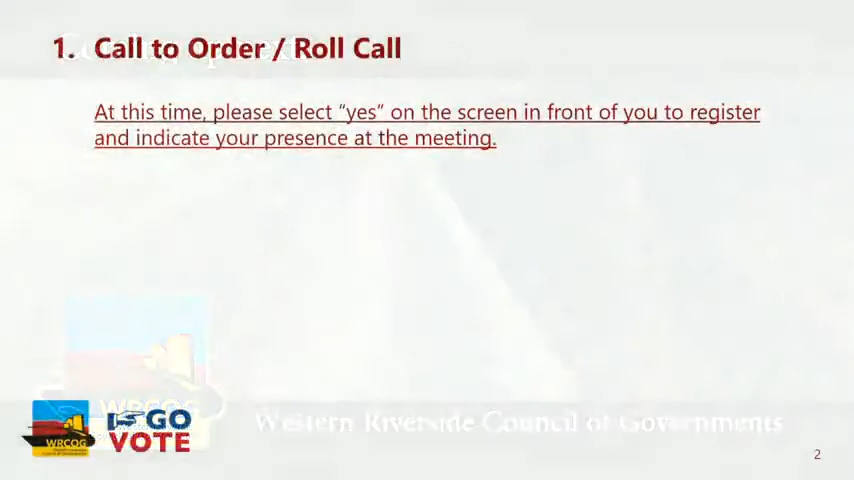 1. Call to Order / Roll Call
At this time, please select “yes” on the screen in front of you to register
and indicate your presence at the meeting.
WRCOG
WRCOG
GO
VOTE
Western Riverside Council of Governments
2